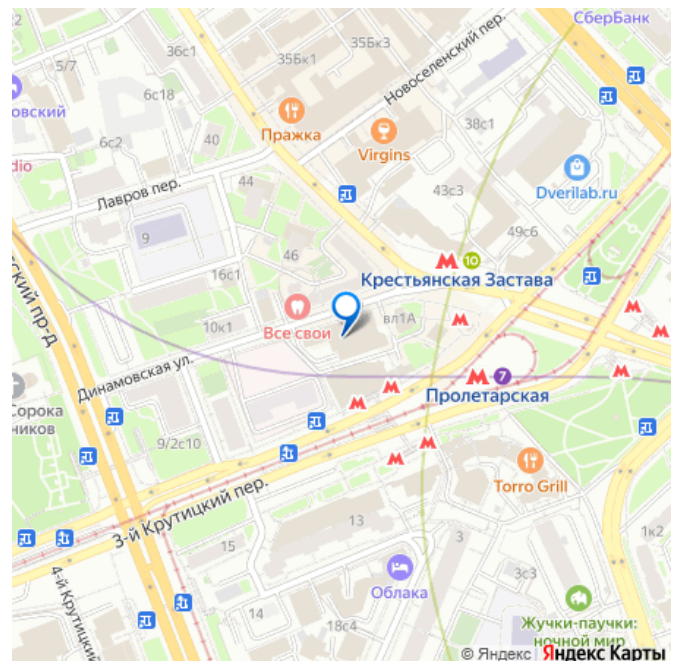 СберБанк
36с1
35Бк3
35Бк1
5/7
Новоселенский пер.
овский
6с18
Пражка
38с1
6с2
40
Virgins
dio
Dverilab.ru
44
43с3
Лавров пер.
9
49с6
46
10
16с1
Крестьянская Застава
Все свои
вл1А
10к1
ский пр-д
7
Динамовская ул.
Пролетарская
Сорока
ников
9/2с10
Torro Grill
3-й Крутицкий пер.
13
1к2
15
3
4-й Крутицкий
Облака
3с3
14
Жучки-паучки:
18с4
ночной мир
© Яндекс Яндекс Карты